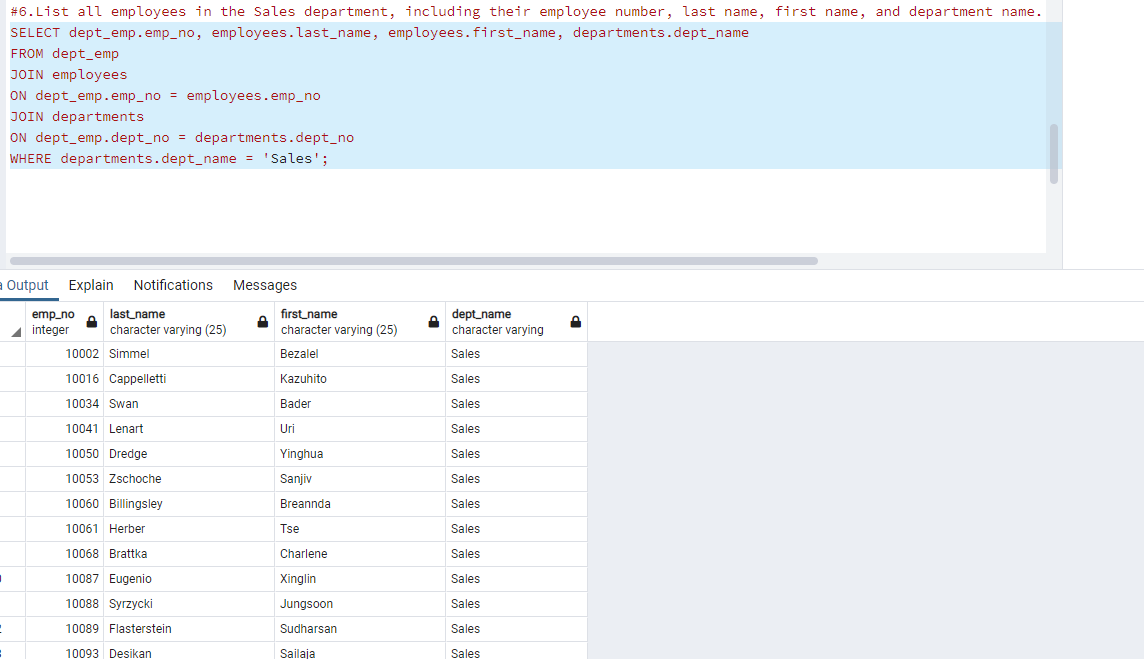 #6.List all employees in the Sales department, including their employee number, last name, first name, and department name.
SELECT dept_emp.emp_no, employees.last_name, employees.first_name, departments.dept_name
FROM dept_emp
JOIN employees
ON dept_emp.emp_no = employees.emp_no
JOIN departments
ON dept_emp.dept_no = departments.dept_no
WHERE departments.dept_name = 'Sales';
a Output Explain Notifications Messages
emp_no last_name first_name dept_name
integer character varying (25) character varying (25) character varying
10002 Simmel Bezalel Sales
10016 Cappelletti Kazuhito Sales
10034 Swan Bader Sales
10041 Lenart Uri Sales
10050 Dredge Yinghua Sales
10053 Zschoche Sanjiv Sales
10060 Billingsley Breannda Sales
10061 Herber Tse Sales
10068 Brattka Charlene Sales
10087 Eugenio Xinglin Sales
10088 Syrzycki Jungsoon Sales
10089 Flasterstein Sudharsan Sales
10093 Desikan Sailaja Sales